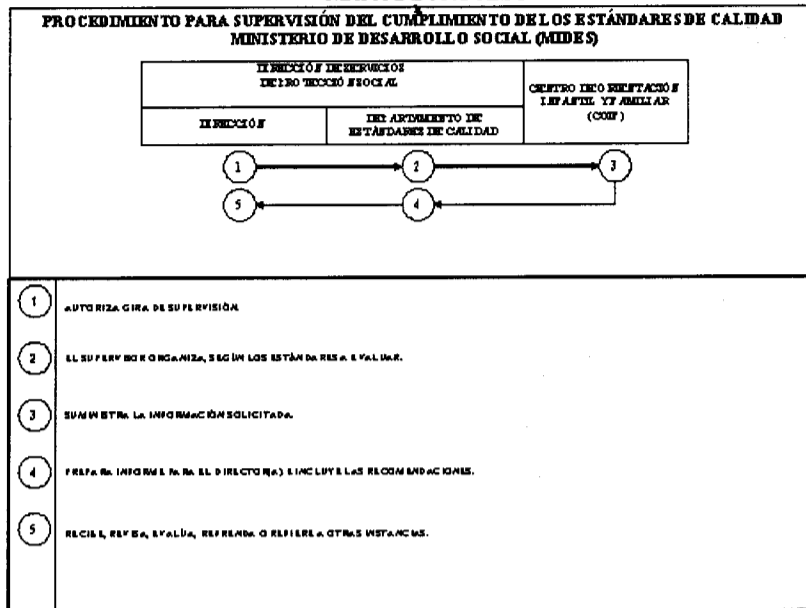 PROCEDIMIENTO PARA SUPERVISIÓN DEL CUMPLIMIENTO DE LOS ESTÁNDARES DE CALIDAD
MINISTERIO DE DESARROLLO SOCIAL (MIDES)
DIRECCIÓN DE SERVICIOS
DE PROTECCIÓN SOCIAL
CENTRO DE ORIENTACIÓN
INFANTIL Y FAMILIAR
(COIF)
DIRECCIÓN
DEPARTAMENTO DE
ESTÁNDARES DE CALIDAD
1 2 3
5 4
1 AUTORIZA GIRA DE SUPERVISIÓN.
2 EL SUPERVISOR ORGANIZA, SEGÚN LOS ESTÁNDARES A EVALUAR.
3 SUMINISTRA LA INFORMACIÓN SOLICITADA.
4 PREPARA INFORME PARA EL DIRECTOR(A) E INCLUYE LAS RECOMENDACIONES.
5 RECIBE, REVISA, EVALÚA, REFRENDA O REFIERE A OTRAS INSTANCIAS.